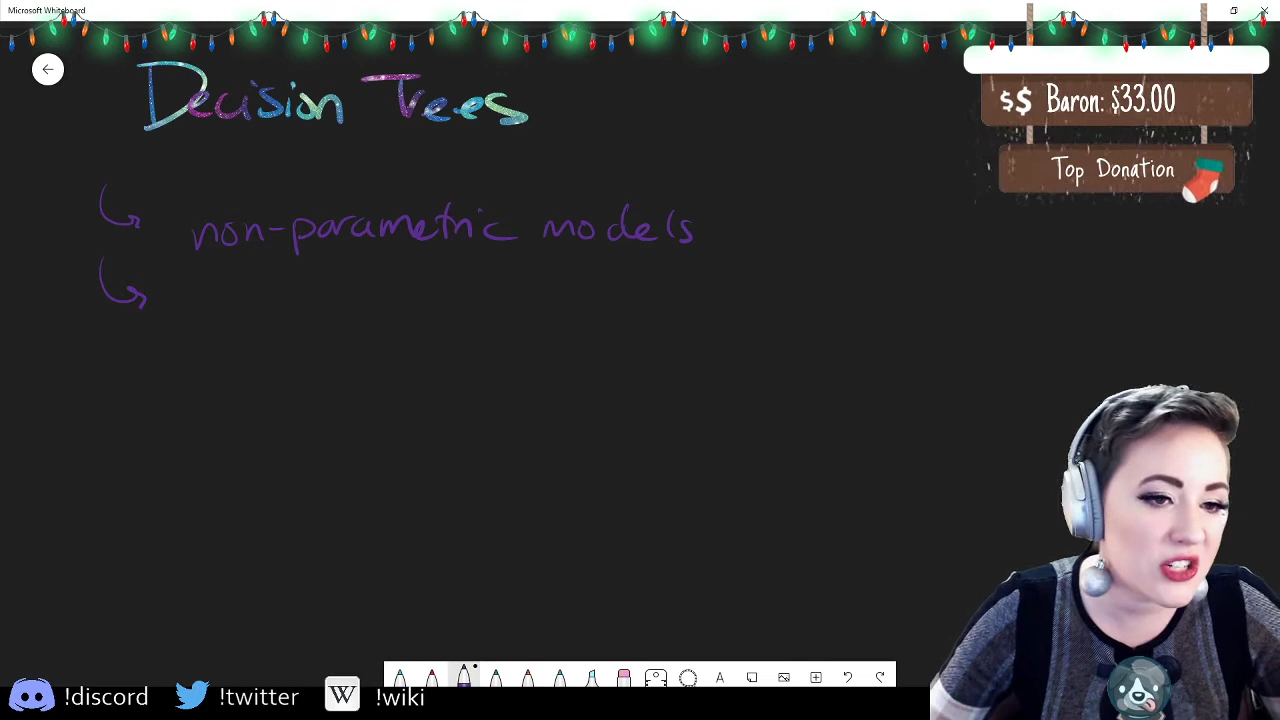 Microsoft Whiteboard
Decision Trees
non-parametric models
$$ Baron: $33.00
Top Donation
A
!discord
!twitter
W !wiki